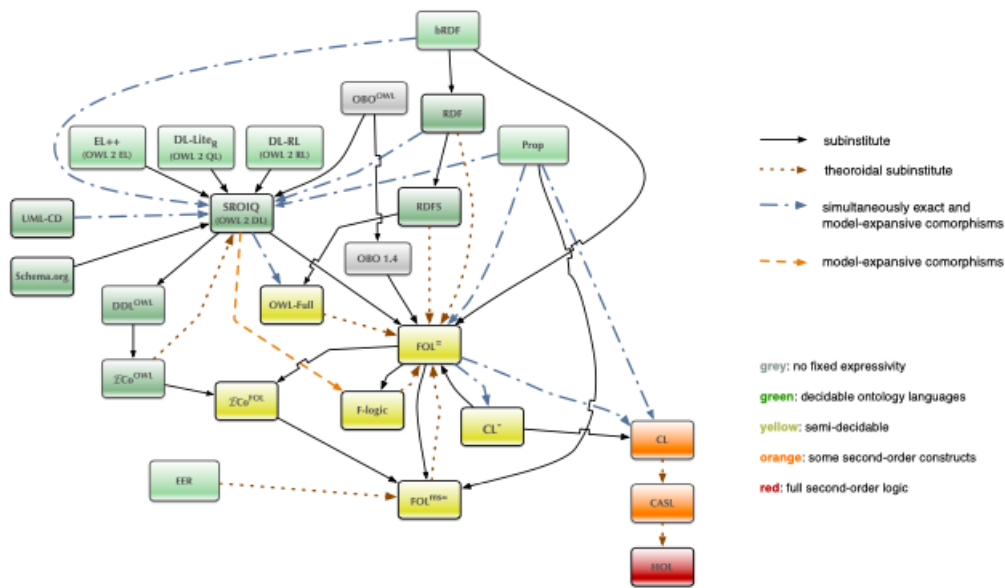 bRDF
OBO^OWL
RDF
EL++
(OWL 2 EL)
DL-Lite_R
(OWL 2 QL)
DL-RL
(OWL 2 RL)
Prop
subinstitute
theoroidal subinstitute
simultaneously exact and
model-expansive comorphisms
model-expansive comorphisms
UML-CD
SROIQ
(OWL 2 DL)
RDFS
Schema.org
OBO 1.4
DDL^OWL
OWL-Full
FOL^=
ℰCo^OWL
ℰCo^FOL
F-logic
CL^-
CL
grey: no fixed expressivity
green: decidable ontology languages
yellow: semi-decidable
orange: some second-order constructs
red: full second-order logic
EER
FOL^ms=
CASL
HOL